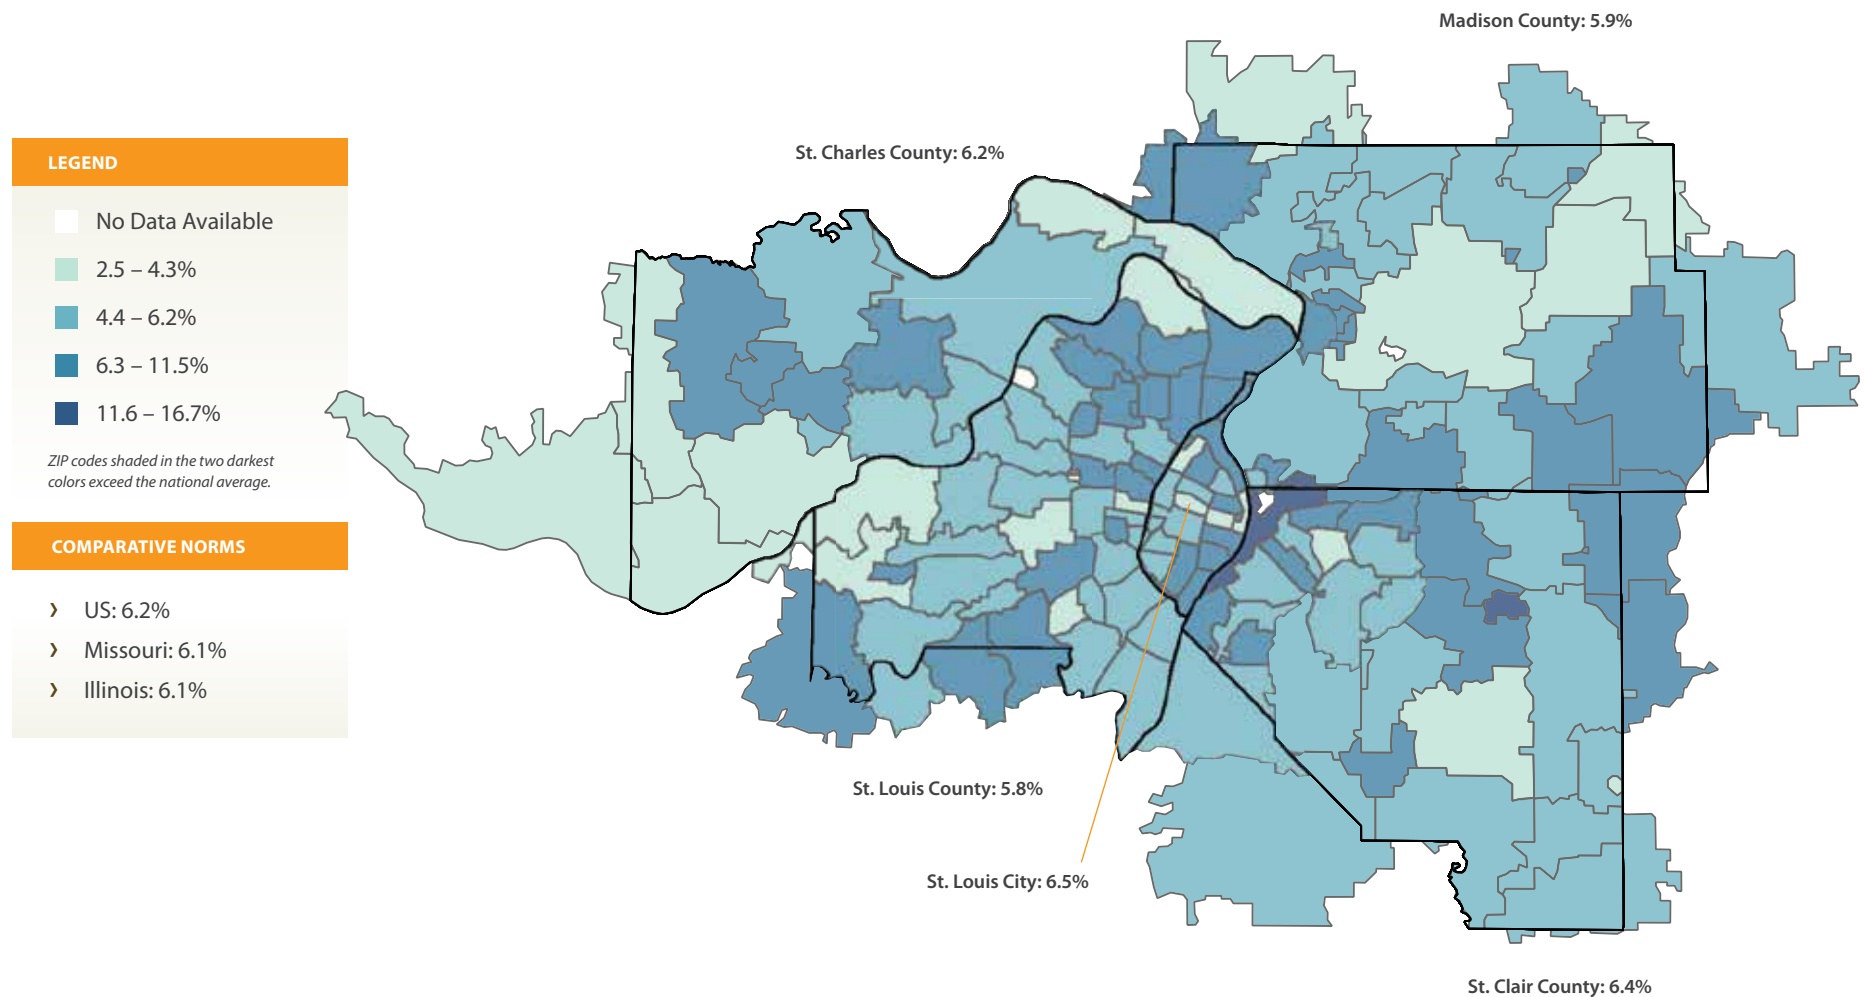 Madison County: 5.9%
St. Charles County: 6.2%
LEGEND
No Data Available
2.5 – 4.3%
4.4 – 6.2%
6.3 – 11.5%
11.6 – 16.7%
ZIP codes shaded in the two darkest
colors exceed the national average.
COMPARATIVE NORMS
› US: 6.2%
› Missouri: 6.1%
› Illinois: 6.1%
St. Louis County: 5.8%
St. Louis City: 6.5%
St. Clair County: 6.4%